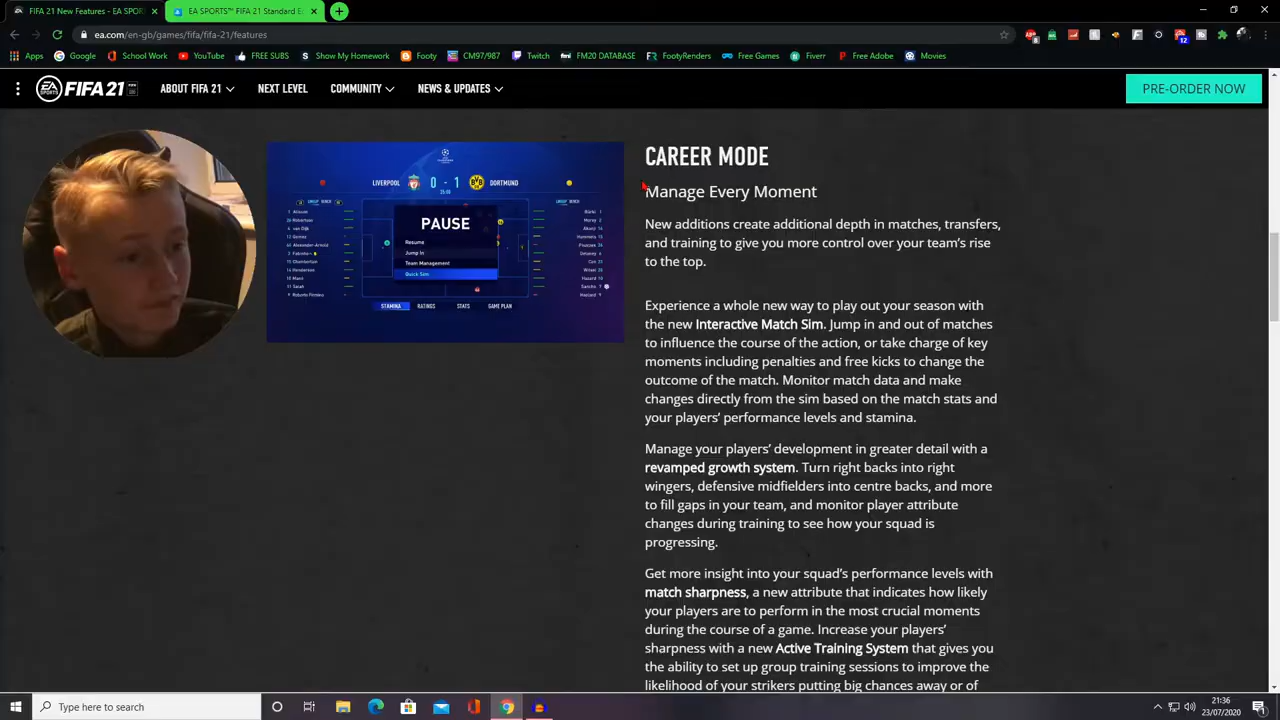 FIFA 21 New Features - EA SPORT
EA SPORTS™ FIFA 21 Standard E
ea.com/en-gb/games/fifa/fifa-21/features
Apps
Google
School Work
YouTube
FREE SUBS
Show My Homework
Footy
CM97/987
Twitch
FM20 DATABASE
FootyRenders
Free Games
Fiverr
Free Adobe
Movies
EA SPORTS FIFA 21
ABOUT FIFA 21
NEXT LEVEL
COMMUNITY
NEWS & UPDATES
PRE-ORDER NOW
LIVERPOOL 0 - 1 DORTMUND
PAUSE
Resume
Jump In
Team Management
Quick Sim
STAMINA
RATINGS
STATS
GAME PLAN
CAREER MODE
Manage Every Moment
New additions create additional depth in matches, transfers,
and training to give you more control over your team's rise
to the top.
Experience a whole new way to play out your season with
the new Interactive Match Sim. Jump in and out of matches
to influence the course of the action, or take charge of key
moments including penalties and free kicks to change the
outcome of the match. Monitor match data and make
changes directly from the sim based on the match stats and
your players' performance levels and stamina.
Manage your players' development in greater detail with a
revamped growth system. Turn right backs into right
wingers, defensive midfielders into centre backs, and more
to fill gaps in your team, and monitor player attribute
changes during training to see how your squad is
progressing.
Get more insight into your squad's performance levels with
match sharpness, a new attribute that indicates how likely
your players are to perform in the most crucial moments
during the course of a game. Increase your players'
sharpness with a new Active Training System that gives you
the ability to set up group training sessions to improve the
likelihood of your strikers putting big chances away or of
Type here to search
21:36
23/07/2020